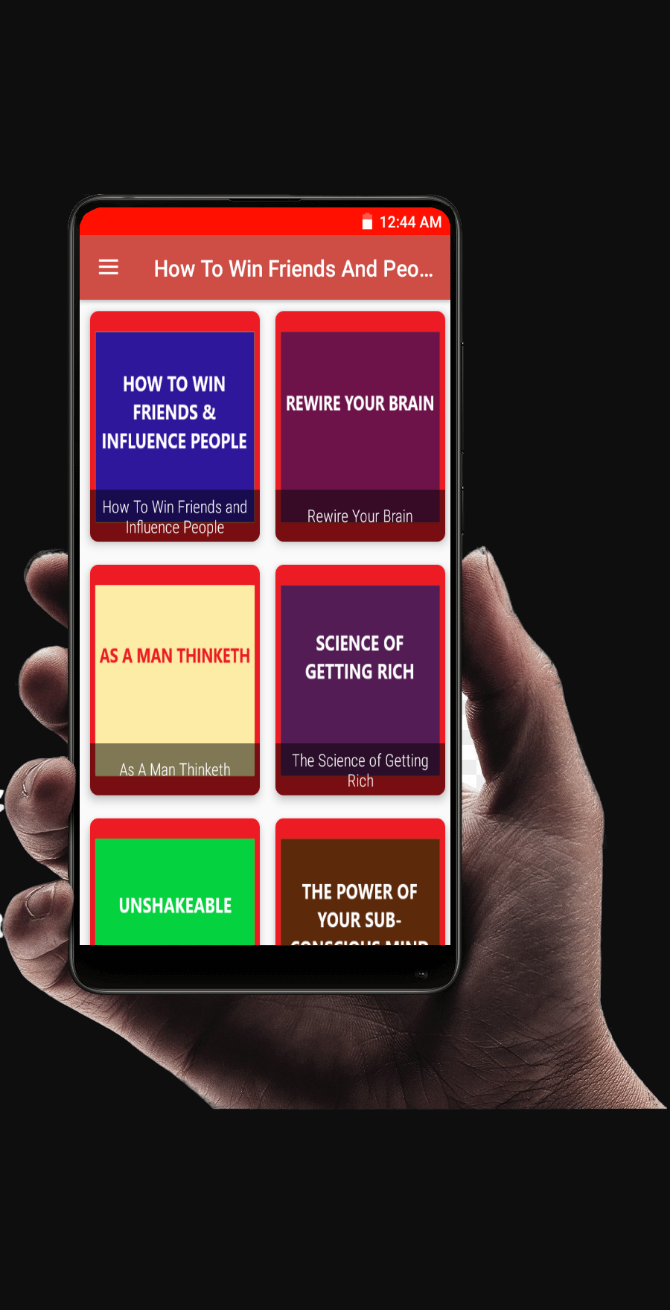 12:44 AM
How To Win Friends And Peo...
HOW TO WIN
FRIENDS &
INFLUENCE PEOPLE
How To Win Friends and
Influence People
REWIRE YOUR BRAIN
Rewire Your Brain
AS A MAN THINKETH
As A Man Thinketh
SCIENCE OF
GETTING RICH
The Science of Getting
Rich
UNSHAKEABLE
THE POWER OF
YOUR SUB-
CONSCIOUS MIND